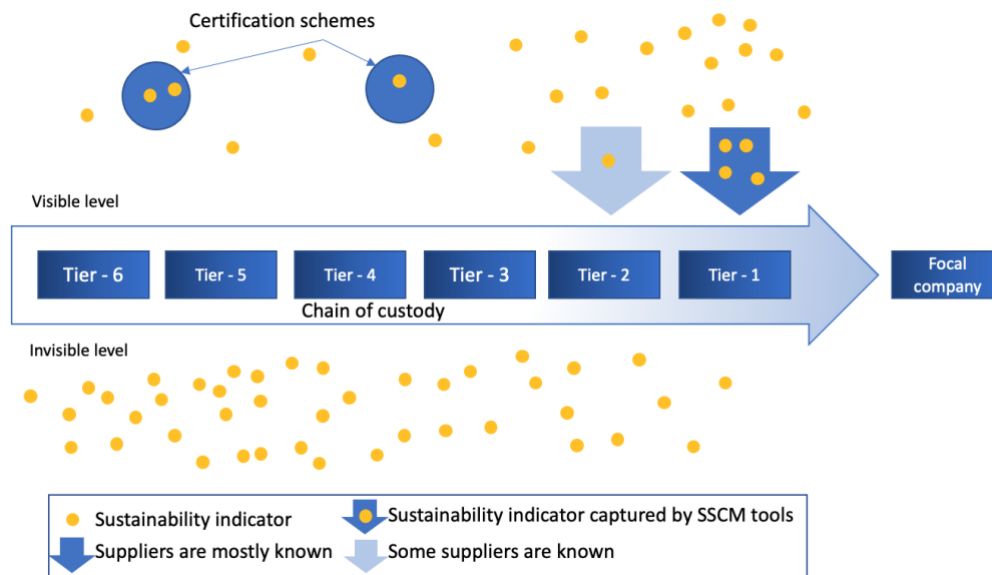 Certification schemes
Visible level
Tier - 6
Tier - 5
Tier - 4
Tier - 3
Tier - 2
Tier - 1
Focal
company
Chain of custody
Invisible level
Sustainability indicator
Sustainability indicator captured by SSCM tools
Suppliers are mostly known
Some suppliers are known